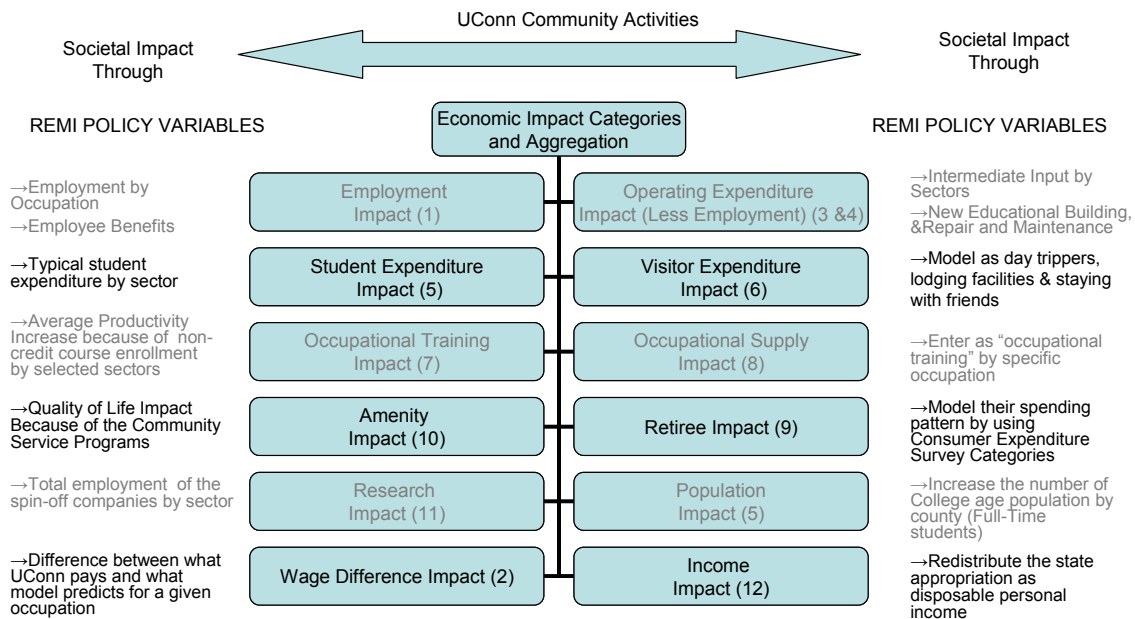 UConn Community Activities
Societal Impact
Through
Societal Impact
Through
REMI POLICY VARIABLES
Economic Impact Categories
and Aggregation
REMI POLICY VARIABLES
→Employment by
Occupation
→Employee Benefits
Employment
Impact (1)
Operating Expenditure
Impact (Less Employment) (3 &4)
→Intermediate Input by
Sectors
→New Educational Building,
&Repair and Maintenance
→Typical student
expenditure by sector
Student Expenditure
Impact (5)
Visitor Expenditure
Impact (6)
→Model as day trippers,
lodging facilities & staying
with friends
→Average Productivity
Increase because of non-
credit course enrollment
by selected sectors
Occupational Training
Impact (7)
Occupational Supply
Impact (8)
→Enter as “occupational
training” by specific
occupation
→Quality of Life Impact
Because of the Community
Service Programs
Amenity
Impact (10)
Retiree Impact (9)
→Model their spending
pattern by using
Consumer Expenditure
Survey Categories
→Total employment of the
spin-off companies by sector
Research
Impact (11)
Population
Impact (5)
→Increase the number of
College age population by
county (Full-Time
students)
→Difference between what
UConn pays and what
model predicts for a given
occupation
Wage Difference Impact (2)
Income
Impact (12)
→Redistribute the state
appropriation as
disposable personal
income